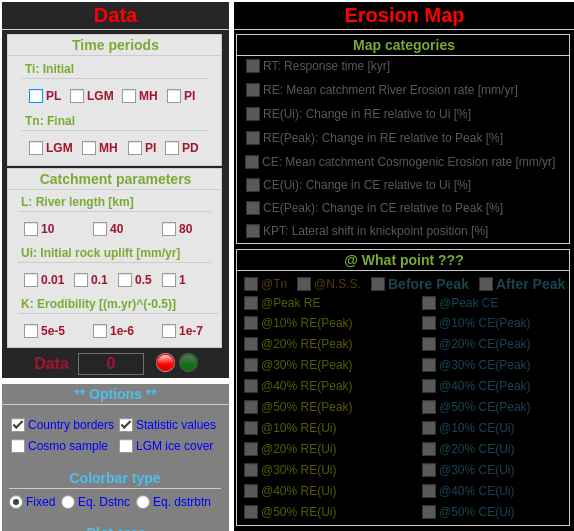 Data
Time periods
Ti: Initial
PL LGM MH PI
Tn: Final
LGM MH PI PD
Catchment parameters
L: River length [km]
10 40 80
Ui: Initial rock uplift [mm/yr]
0.01 0.1 0.5 1
K: Erodibility [(m.yr)^(-0.5)]
5e-5 1e-6 1e-7
Data 0
** Options **
Country borders Statistic values
Cosmo sample LGM ice cover
Colorbar type
Fixed Eq. Dstnc Eq. dstrbtn
Erosion Map
Map categories
RT: Response time [kyr]
RE: Mean catchment River Erosion rate [mm/yr]
RE(Ui): Change in RE relative to Ui [%]
RE(Peak): Change in RE relative to Peak [%]
CE: Mean catchment Cosmogenic Erosion rate [mm/yr]
CE(Ui): Change in CE relative to Ui [%]
CE(Peak): Change in CE relative to Peak [%]
KPT: Lateral shift in knickpoint position [%]
@ What point ???
@Tn @N.S.S. Before Peak After Peak
@Peak RE @Peak CE
@10% RE(Peak) @10% CE(Peak)
@20% RE(Peak) @20% CE(Peak)
@30% RE(Peak) @30% CE(Peak)
@40% RE(Peak) @40% CE(Peak)
@50% RE(Peak) @50% CE(Peak)
@10% RE(Ui) @10% CE(Ui)
@20% RE(Ui) @20% CE(Ui)
@30% RE(Ui) @30% CE(Ui)
@40% RE(Ui) @40% CE(Ui)
@50% RE(Ui) @50% CE(Ui)